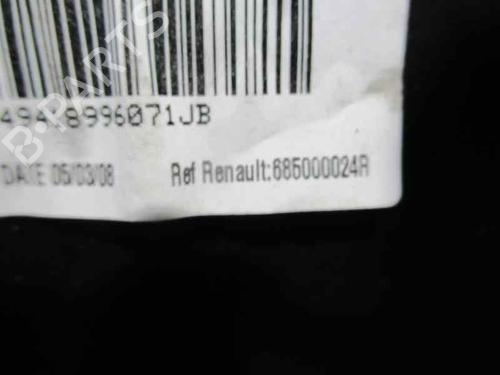 B-PARTS
494 8996071JB
DATE 05/03/08 Ref Renault:685000024R